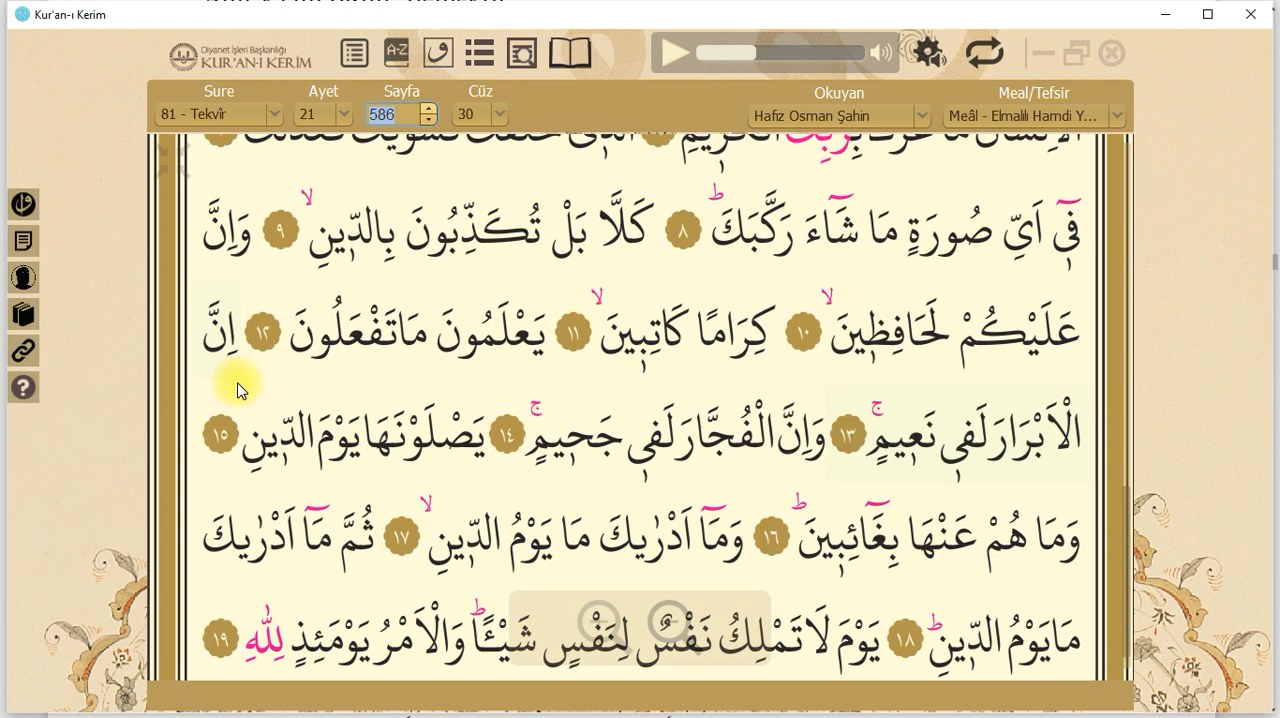 Kur'an-ı Kerim
Diyanet İşleri Başkanlığı
KUR'AN-I KERİM
A-Z
Sure Ayet Sayfa Cüz Okuyan Meal/Tefsir
81 - Tekvîr 21 586 30 Hafız Osman Şahin Meâl - Elmalılı Hamdi Y...
فٖٓي اَيِّ صُورَةٍ مَا شَٓاءَ رَكَّبَكَؕ ﴿٨﴾ كَلَّا بَلْ تُكَذِّبُونَ بِالدّٖينِۙ ﴿٩﴾ وَاِنَّ
عَلَيْكُمْ لَحَافِظٖينَۙ ﴿١٠﴾ كِرَامًا كَاتِبٖينَۙ ﴿١١﴾ يَعْلَمُونَ مَا تَفْعَلُونَ ﴿١٢﴾ اِنَّ
الْاَبْرَارَ لَفٖي نَعٖيمٍۚ ﴿١٣﴾ وَاِنَّ الْفُجَّارَ لَفٖي جَحٖيمٍۚ ﴿١٤﴾ يَصْلَوْنَهَا يَوْمَ الدّٖينِ ﴿١٥﴾
وَمَا هُمْ عَنْهَا بِغَٓائِبٖينَؕ ﴿١٦﴾ وَمَٓا اَدْرٰيكَ مَا يَوْمُ الدّٖينِۙ ﴿١٧﴾ ثُمَّ مَٓا اَدْرٰيكَ
مَا يَوْمُ الدّٖينِؕ ﴿١٨﴾ يَوْمَ لَا تَمْلِكُ نَفْسٌ لِنَفْسٍ شَيْـًٔاؕ وَالْاَمْرُ يَوْمَئِذٍ لِلّٰهِ ﴿١٩﴾